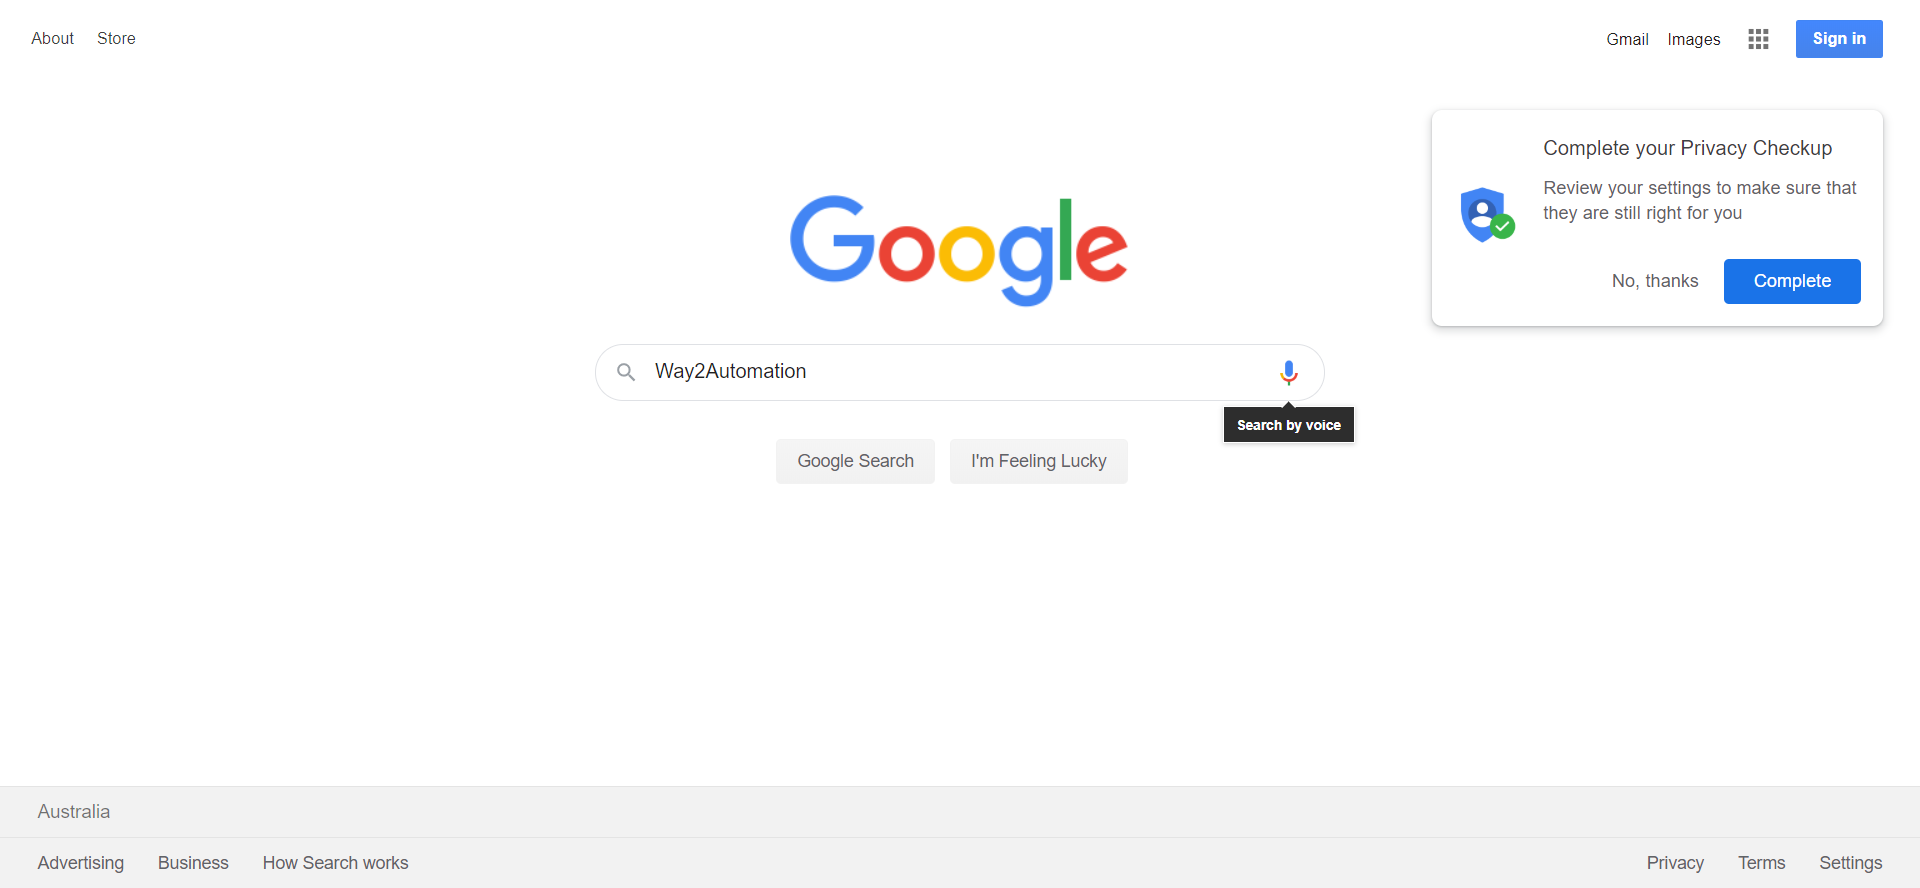 About Store
Gmail Images Sign in
Complete your Privacy Checkup
Review your settings to make sure that
they are still right for you
No, thanks Complete
Google
Way2Automation
Search by voice
Google Search I'm Feeling Lucky
Australia
Advertising Business How Search works
Privacy Terms Settings